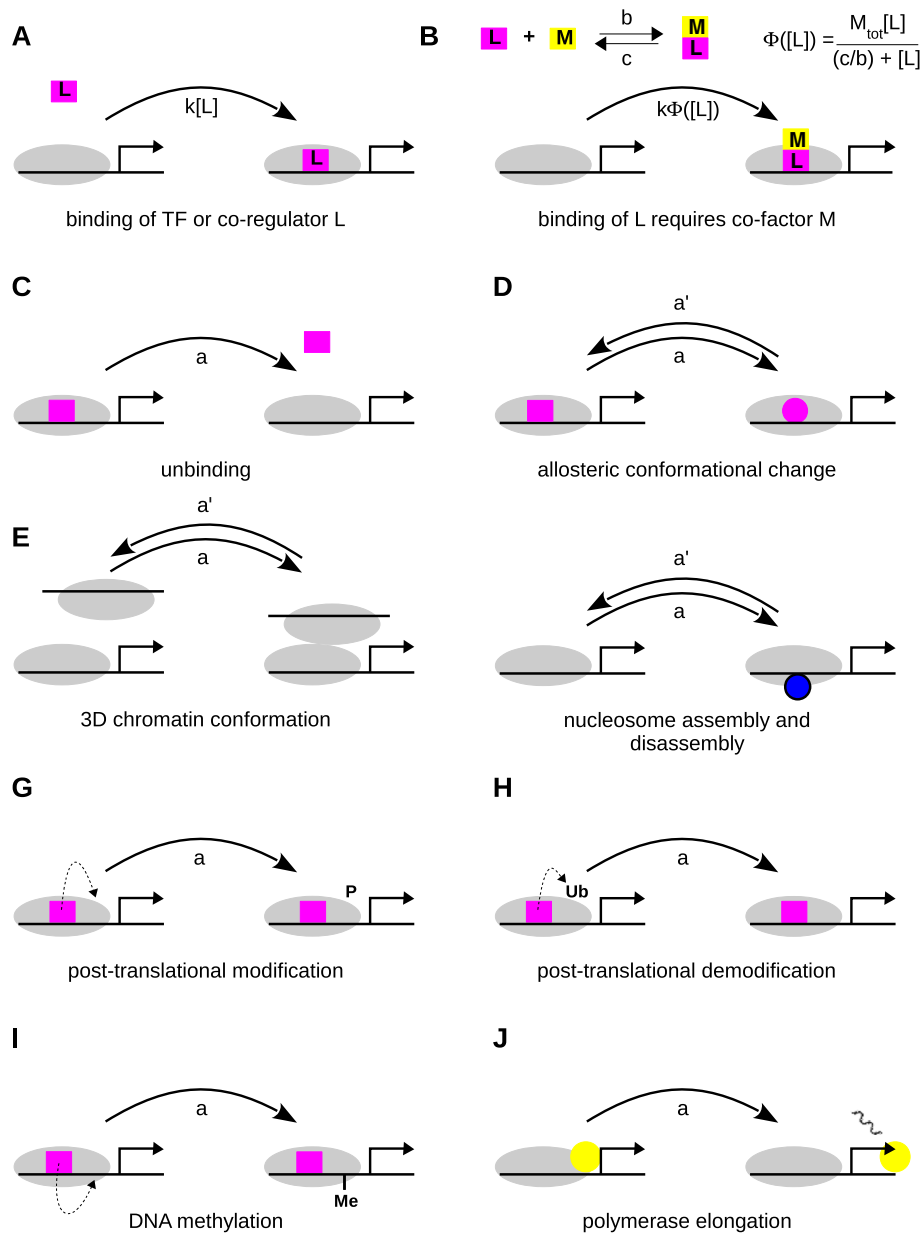 A
L
k[L]
L
binding of TF or co-regulator L
B
L + M b c M L
Φ([L]) = M_tot[L] / (c/b) + [L]
kΦ([L])
M
L
binding of L requires co-factor M
C
a
unbinding
D
a'
a
allosteric conformational change
E
a'
a
3D chromatin conformation
a'
a
nucleosome assembly and
disassembly
G
a
P
post-translational modification
H
a
Ub
post-translational demodification
I
a
Me
DNA methylation
J
a
polymerase elongation